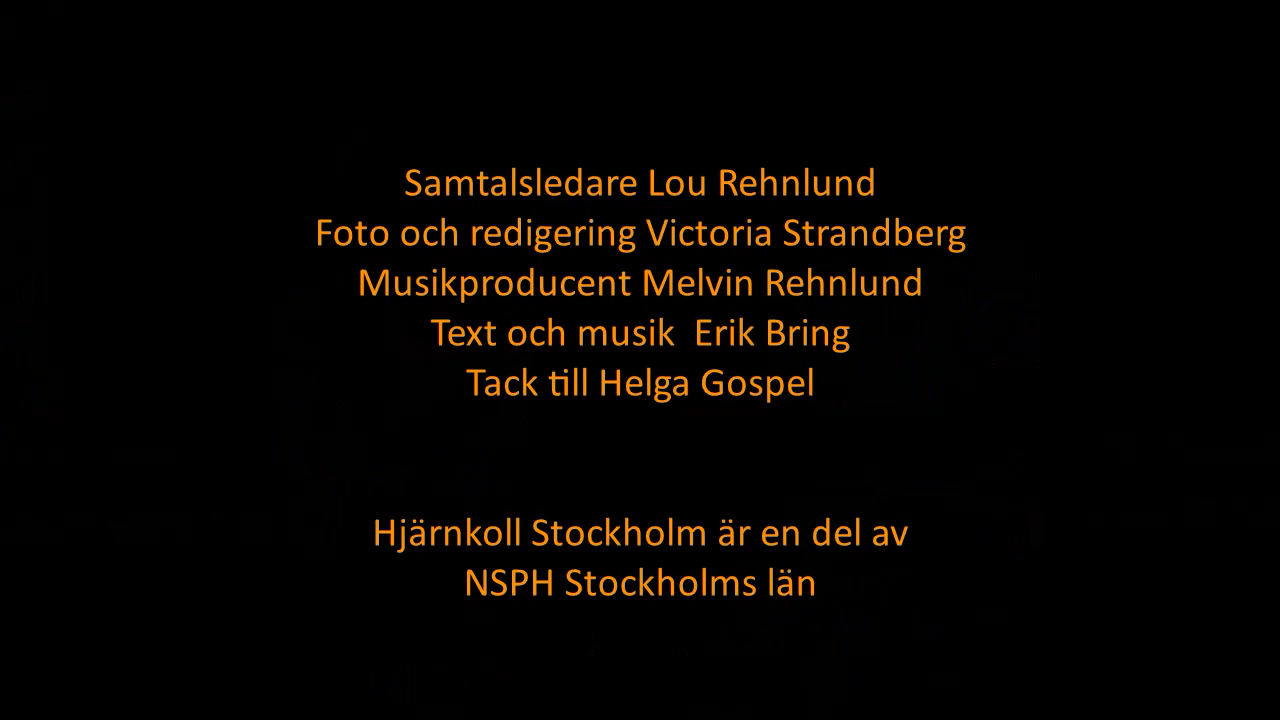 Samtalsledare Lou Rehnlund
Foto och redigering Victoria Strandberg
Musikproducent Melvin Rehnlund
Text och musik  Erik Bring
Tack till Helga Gospel
Hjärnkoll Stockholm är en del av
NSPH Stockholms län